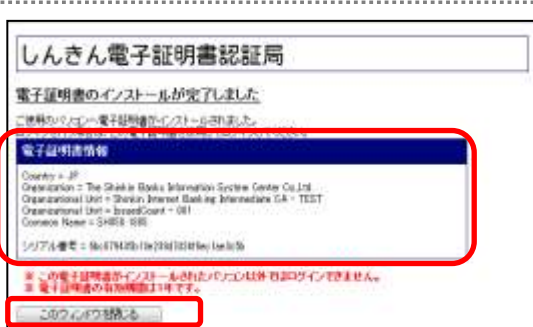 しんきん電子証明書認証局
電子証明書のインストールが完了しました
ご使用のパソコンへ電子証明書がインストールされました。
電子証明書情報
Country = JP
Organization = The Shinkin Banks Information System Center Co.,Ltd.
Organizational Unit = Shinkin Internet Banking Intermediate CA - TEST
Organizational Unit = IssuedCount - 001
Common Name =
シリアル番号 =
※ この電子証明書がインストールされたパソコン以外ではログインできません。
※ 電子証明書の有効期間は1年です。
このウィンドウを閉じる